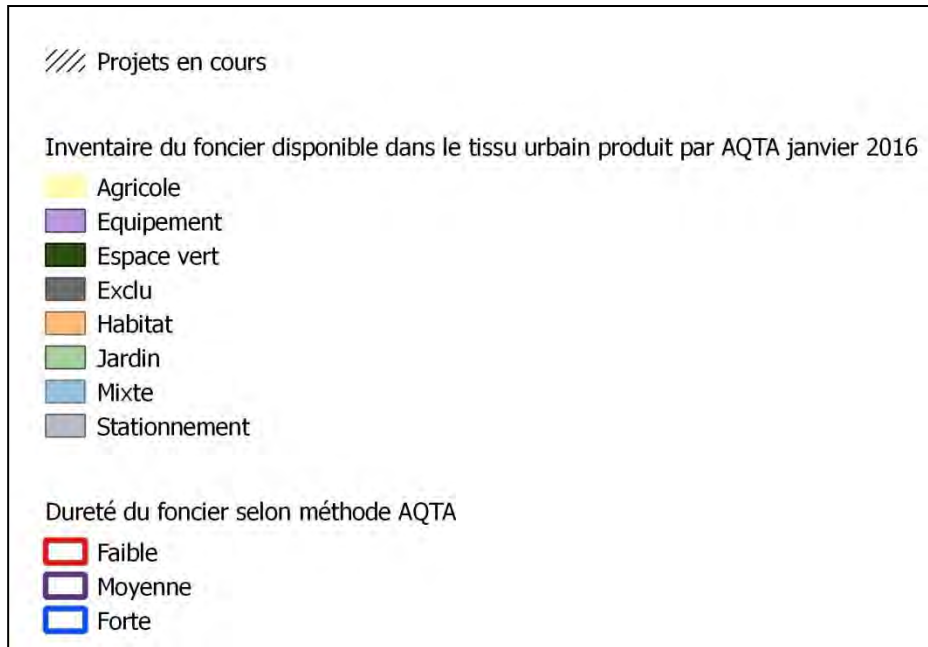 Projets en cours
Inventaire du foncier disponible dans le tissu urbain produit par AQTA janvier 2016
Agricole
Equipement
Espace vert
Exclu
Habitat
Jardin
Mixte
Stationnement
Dureté du foncier selon méthode AQTA
Faible
Moyenne
Forte